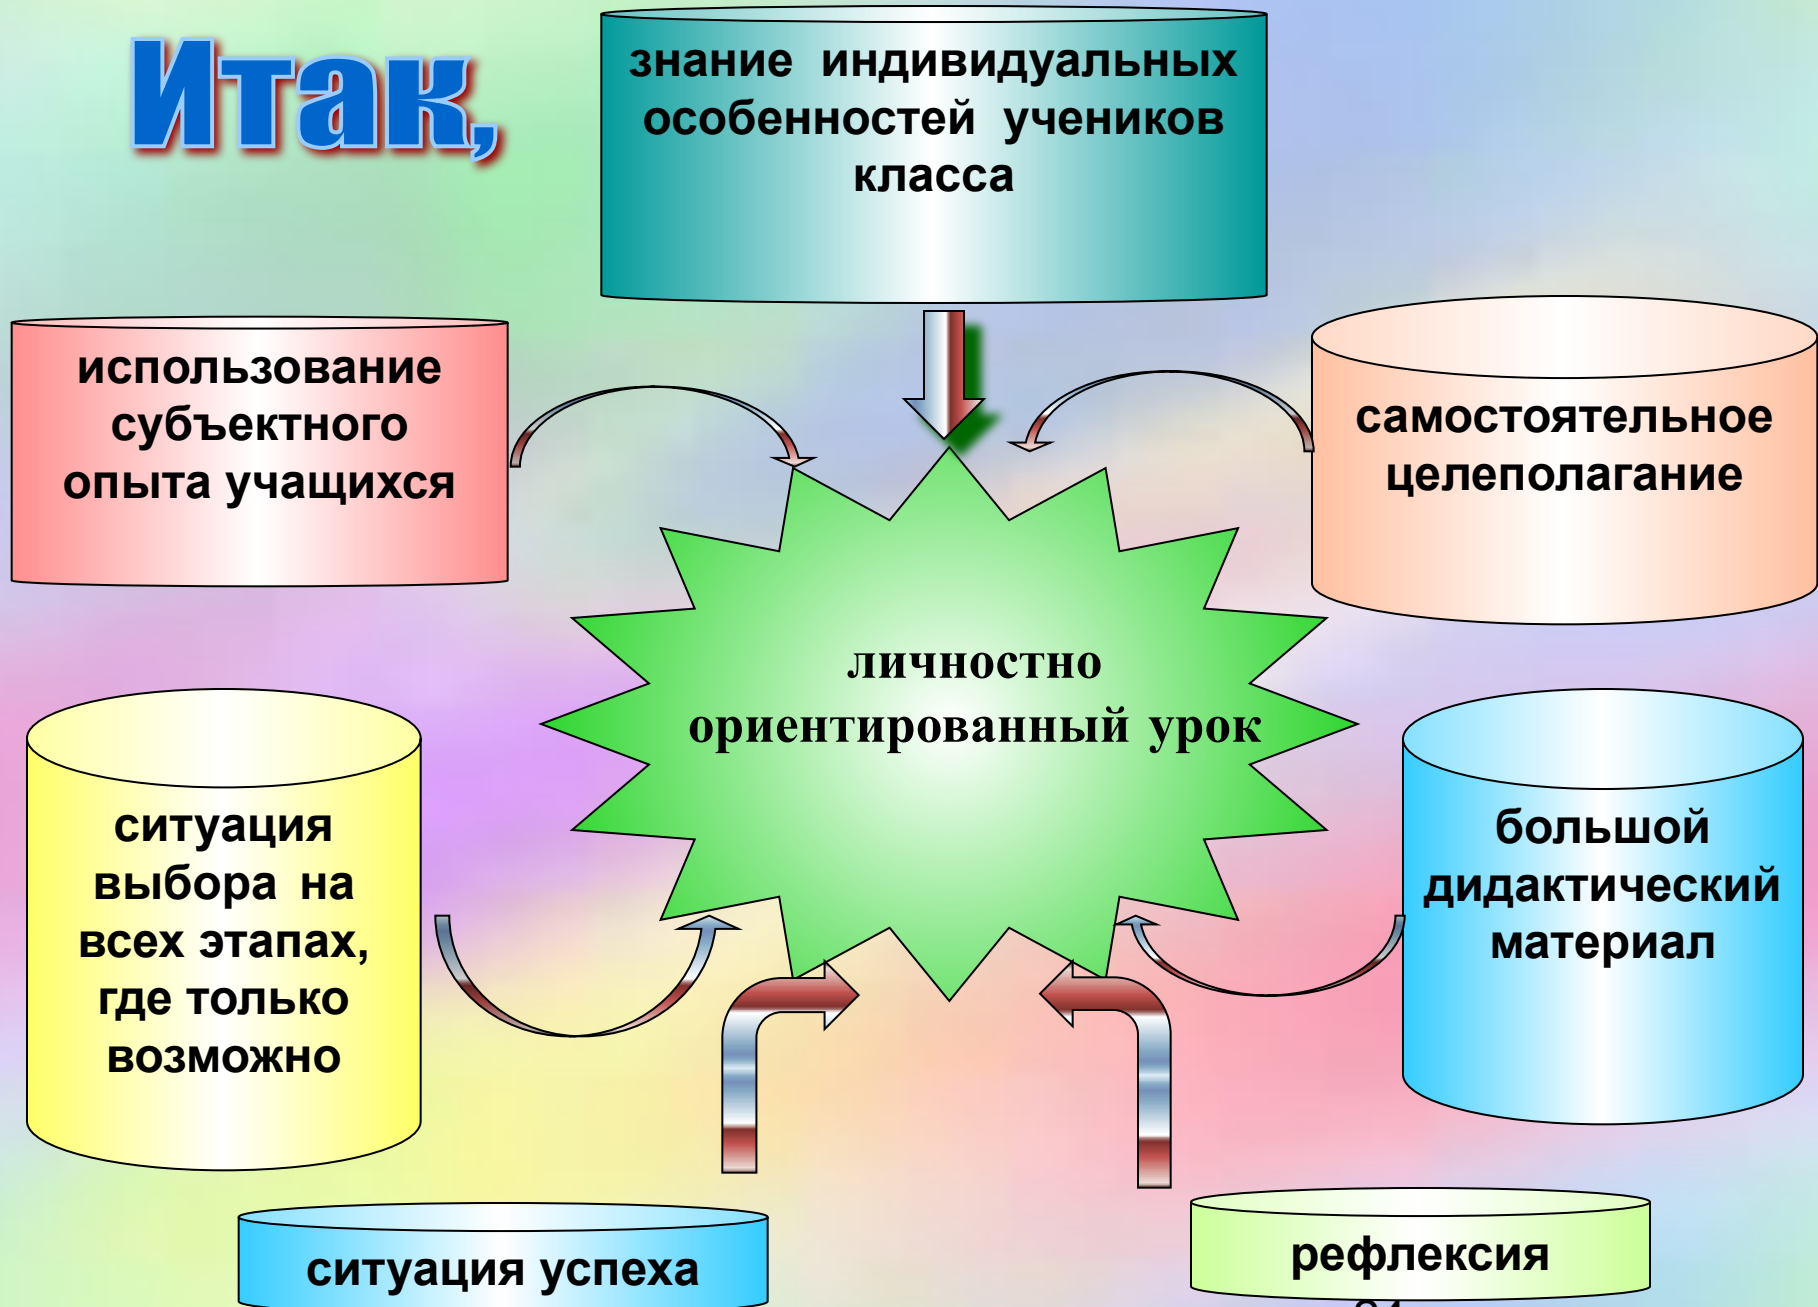 Итак,
знание индивидуальных
особенностей учеников
класса
использование
субъектного
опыта учащихся
самостоятельное
целеполагание
личностно
ориентированный урок
ситуация
выбора на
всех этапах,
где только
возможно
большой
дидактический
материал
ситуация успеха
рефлексия